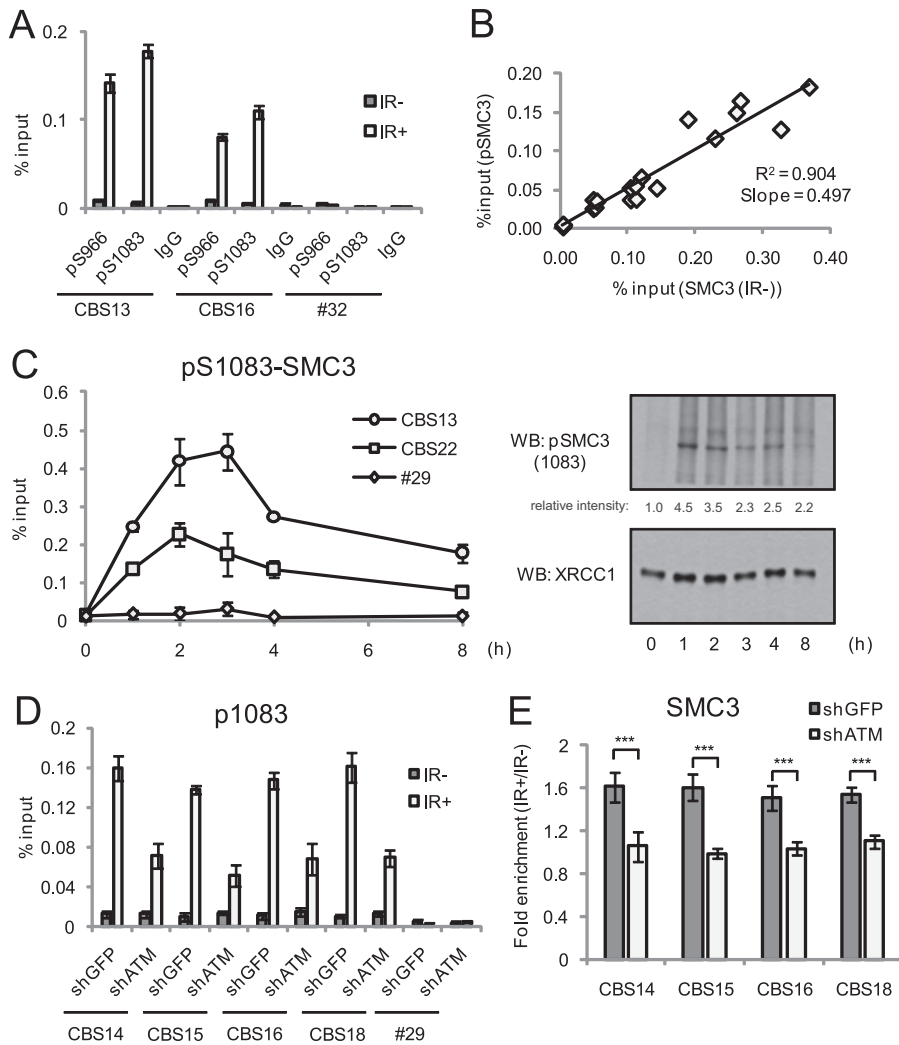 A
0.2
0.1
0
% input
IR-
IR+
pS966
pS1083
IgG
pS966
pS1083
IgG
pS966
pS1083
IgG
CBS13
CBS16
#32
B
0.20
0.15
0.10
0.05
0.00
%input (pSMC3)
R² = 0.904
Slope = 0.497
0.00
0.10
0.20
0.30
0.40
% input (SMC3 (IR-))
C
pS1083-SMC3
0.6
0.5
0.4
0.3
0.2
0.1
0
% input
CBS13
CBS22
#29
0
2
4
6
8
(h)
WB: pSMC3
(1083)
relative intensity: 1.0 4.5 3.5 2.3 2.5 2.2
WB: XRCC1
0 1 2 3 4 8 (h)
D
p1083
0.2
0.16
0.12
0.08
0.04
0
% input
IR-
IR+
shGFP
shATM
shGFP
shATM
shGFP
shATM
shGFP
shATM
shGFP
shATM
CBS14
CBS15
CBS16
CBS18
#29
E
SMC3
shGFP
shATM
2
1.6
1.2
0.8
0.4
0
Fold enrichment (IR+/IR-)
***
***
***
***
CBS14
CBS15
CBS16
CBS18